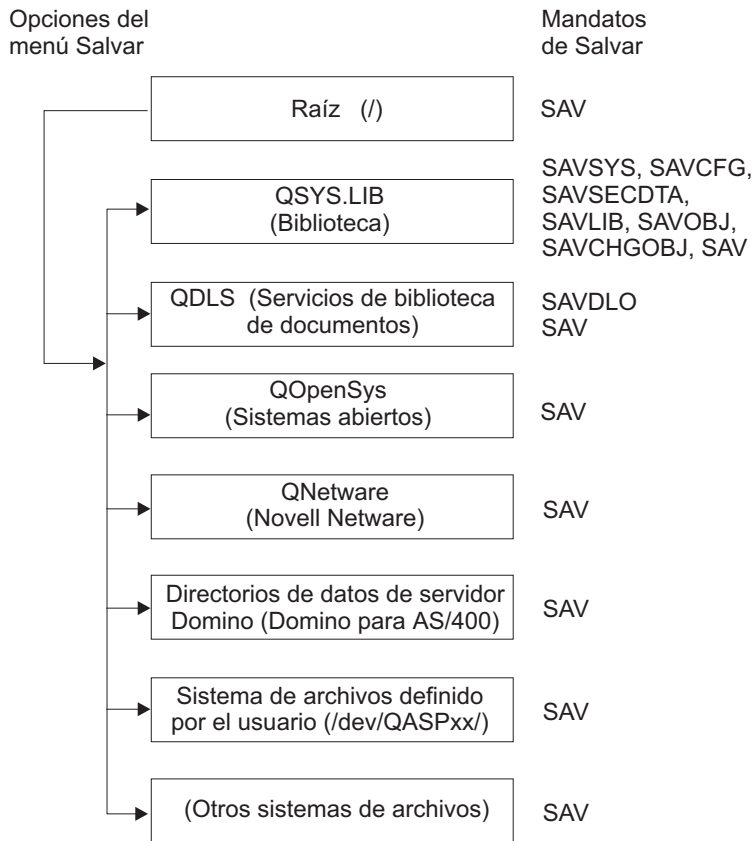 Opciones del
menú Salvar
Mandatos
de Salvar
Raíz (/)
SAV
QSYS.LIB
(Biblioteca)
SAVSYS, SAVCFG,
SAVSECDTA,
SAVLIB, SAVOBJ,
SAVCHGOBJ, SAV
QDLS (Servicios de biblioteca
de documentos)
SAVDLO
SAV
QOpenSys
(Sistemas abiertos)
SAV
QNetware
(Novell Netware)
SAV
Directorios de datos de servidor
Domino (Domino para AS/400)
SAV
Sistema de archivos definido
por el usuario (/dev/QASPxx/)
SAV
(Otros sistemas de archivos)
SAV